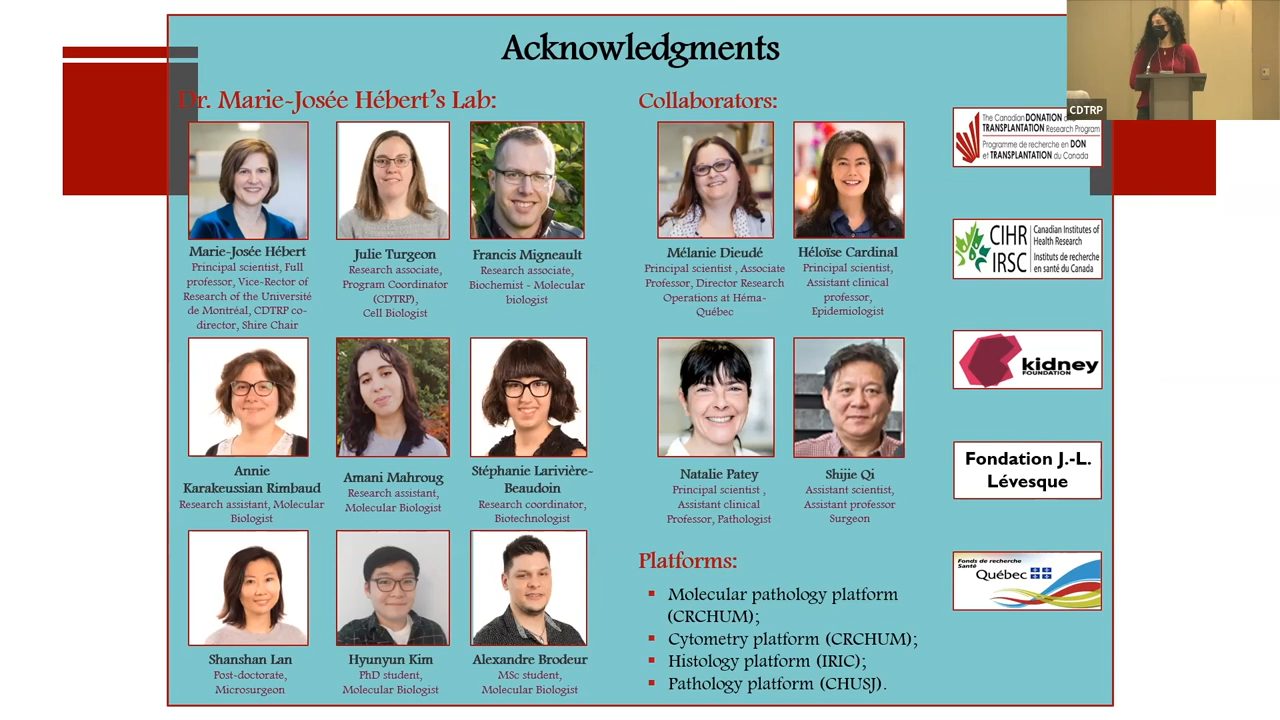 Acknowledgments
Dr. Marie-Josée Hébert's Lab:
Marie-Josée Hébert
Principal scientist, Full
professor, Vice-Rector of
Research of the Université
de Montréal, CDTRP co-
director, Shire Chair
Julie Turgeon
Research associate,
Program Coordinator
(CDTRP),
Cell Biologist
Francis Migneault
Research associate,
Biochemist - Molecular
biologist
Annie
Karakeussian Rimbaud
Research assistant, Molecular
Biologist
Amani Mahroug
Research assistant,
Molecular Biologist
Stéphanie Larivière-
Beaudoin
Research coordinator,
Biotechnologist
Shanshan Lan
Post-doctorate,
Microsurgeon
Hyunyun Kim
PhD student,
Molecular Biologist
Alexandre Brodeur
MSc student,
Molecular Biologist
Collaborators:
Mélanie Dieudé
Principal scientist , Associate
Professor, Director Research
Operations at Héma-
Québec
Héloïse Cardinal
Principal scientist,
Assistant clinical
professor,
Epidemiologist
Natalie Patey
Principal scientist ,
Assistant clinical
Professor, Pathologist
Shijie Qi
Assistant scientist,
Assistant professor
Surgeon
Platforms:
▪ Molecular pathology platform
(CRCHUM);
▪ Cytometry platform (CRCHUM);
▪ Histology platform (IRIC);
▪ Pathology platform (CHUSJ).
CDTRP
The Canadian DONATION
TRANSPLANTATION Research Program
Programme de recherche en DON
et TRANSPLANTATION du Canada
CIHR
IRSC
Canadian Institutes of
Health Research
Instituts de recherche
en santé du Canada
kidney
FOUNDATION
Fondation J.-L.
Lévesque
Fonds de recherche
Santé
Québec